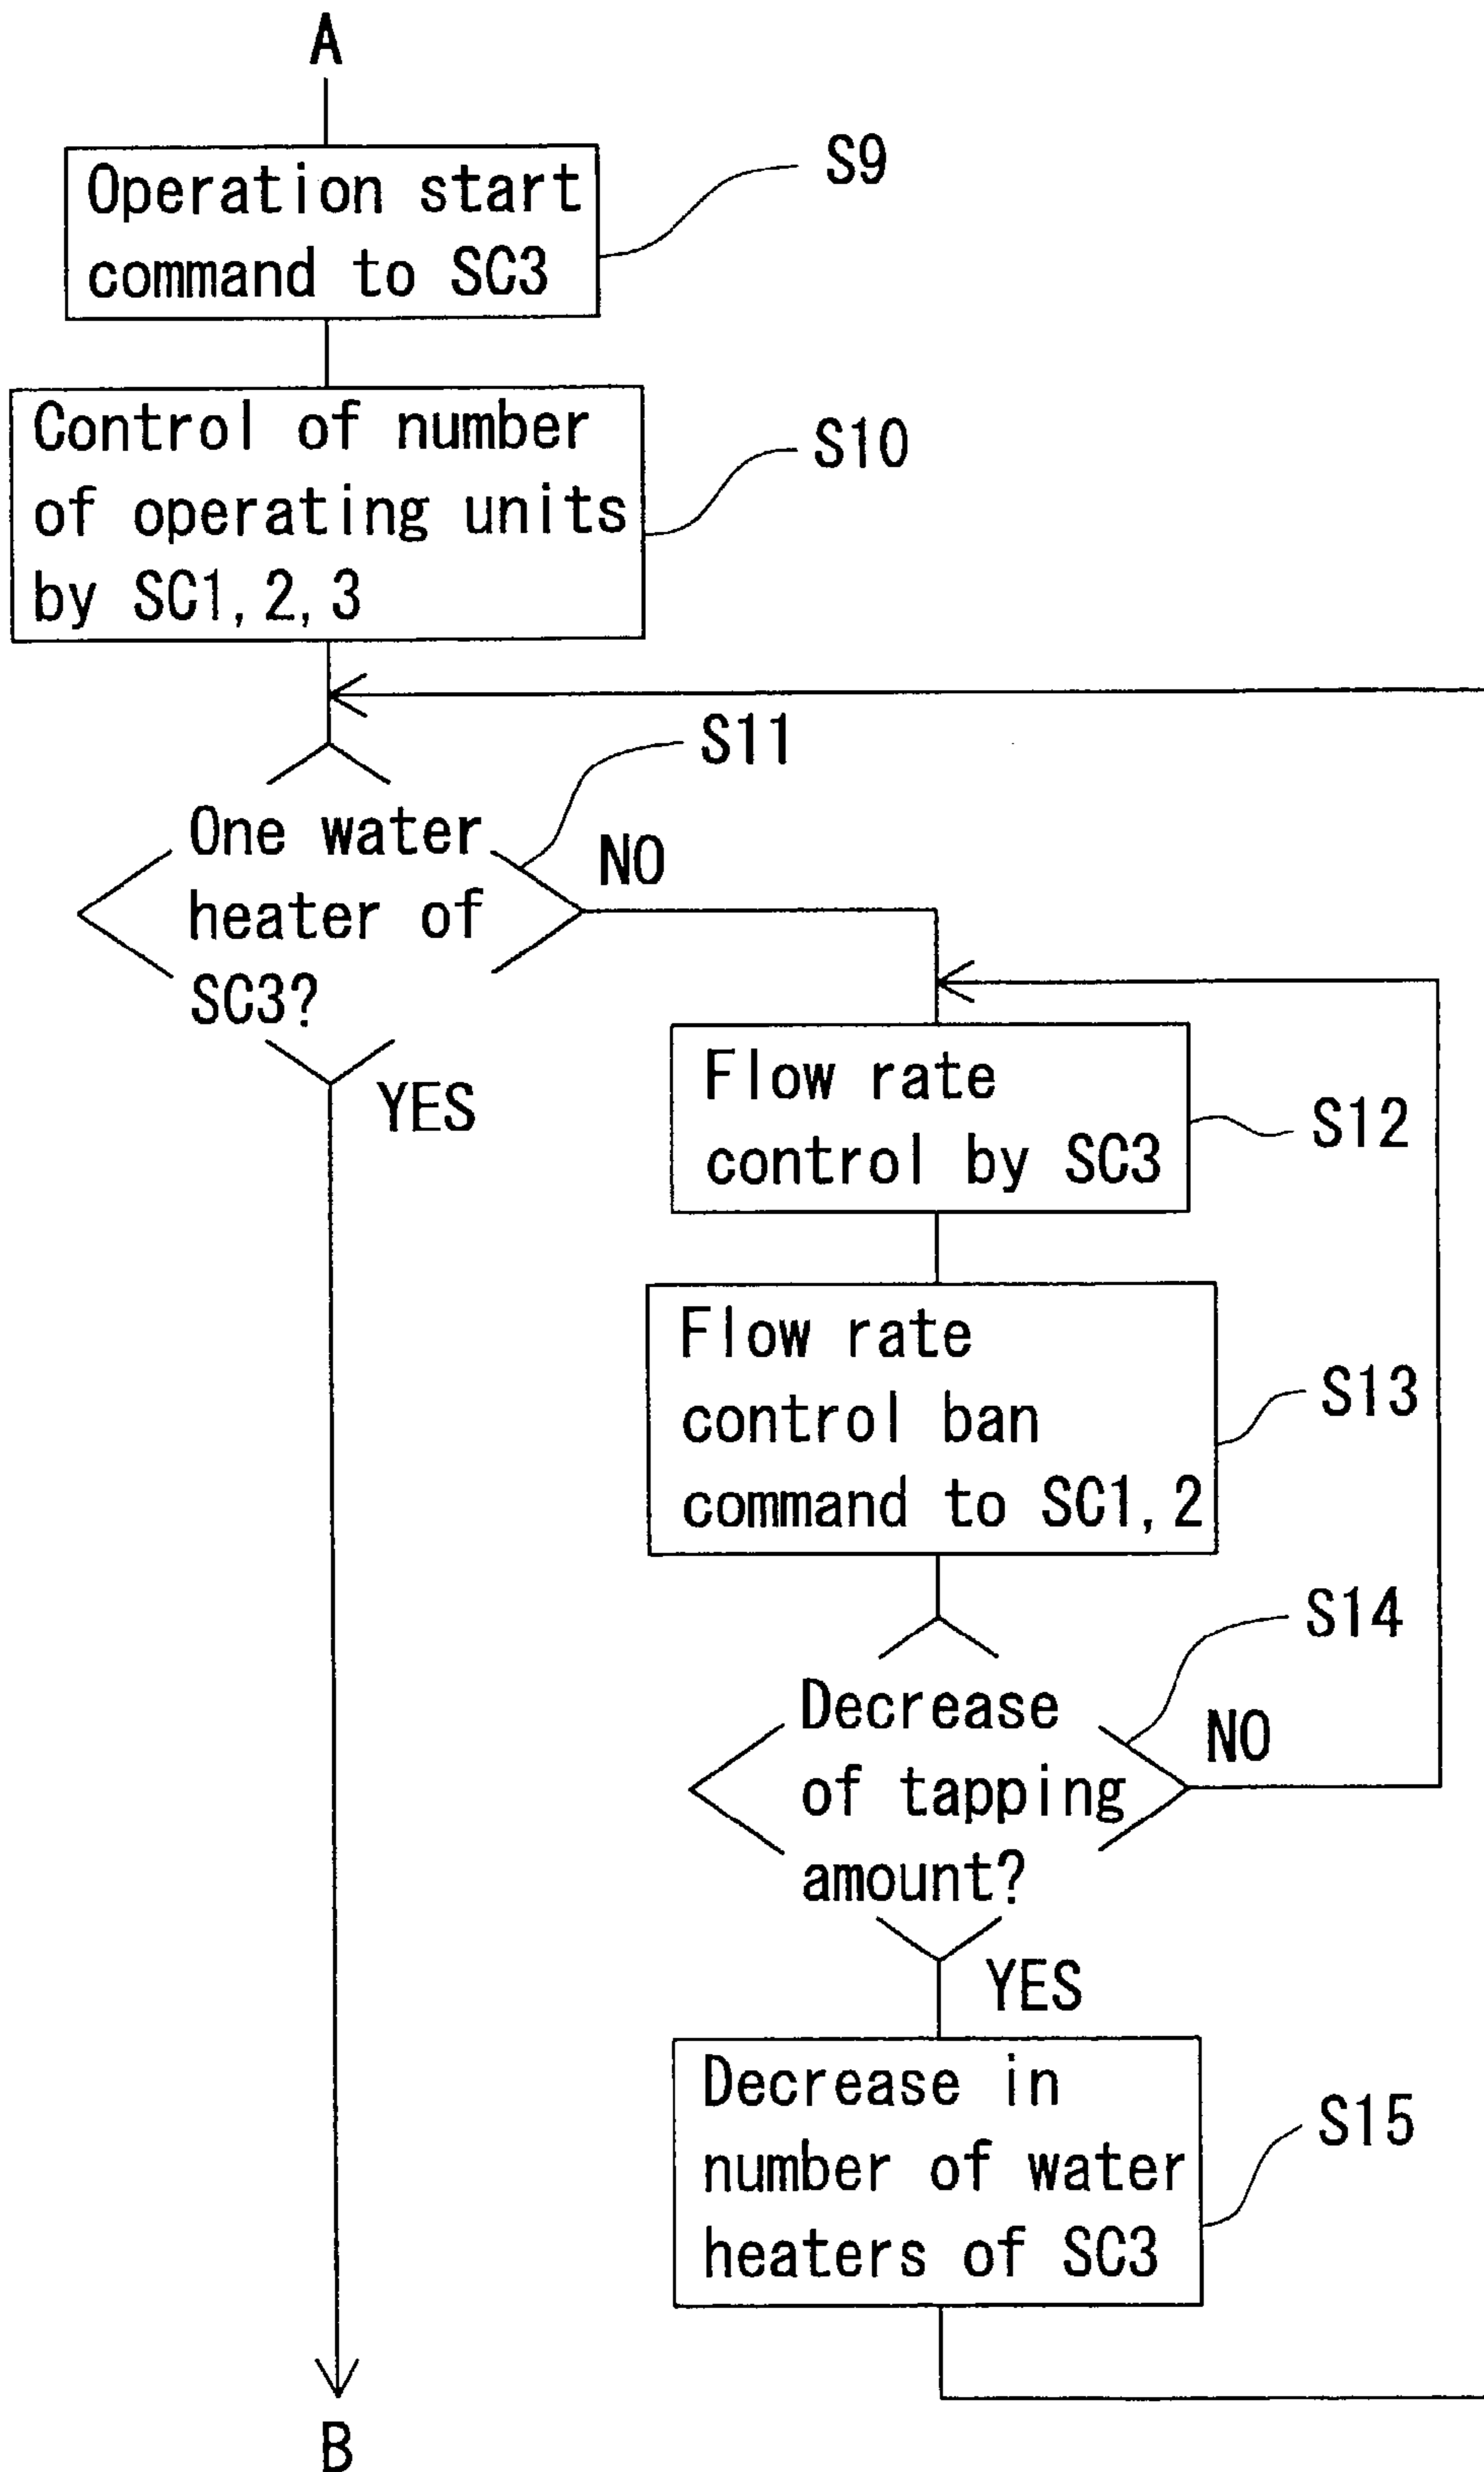 A
Operation start
command to SC3
S9
Control of number
of operating units
by SC1, 2, 3
S10
S11
One water
heater of
SC3?
NO
YES
Flow rate
control by SC3
S12
Flow rate
control ban
command to SC1, 2
S13
S14
Decrease
of tapping
amount?
NO
YES
Decrease in
number of water
heaters of SC3
S15
B